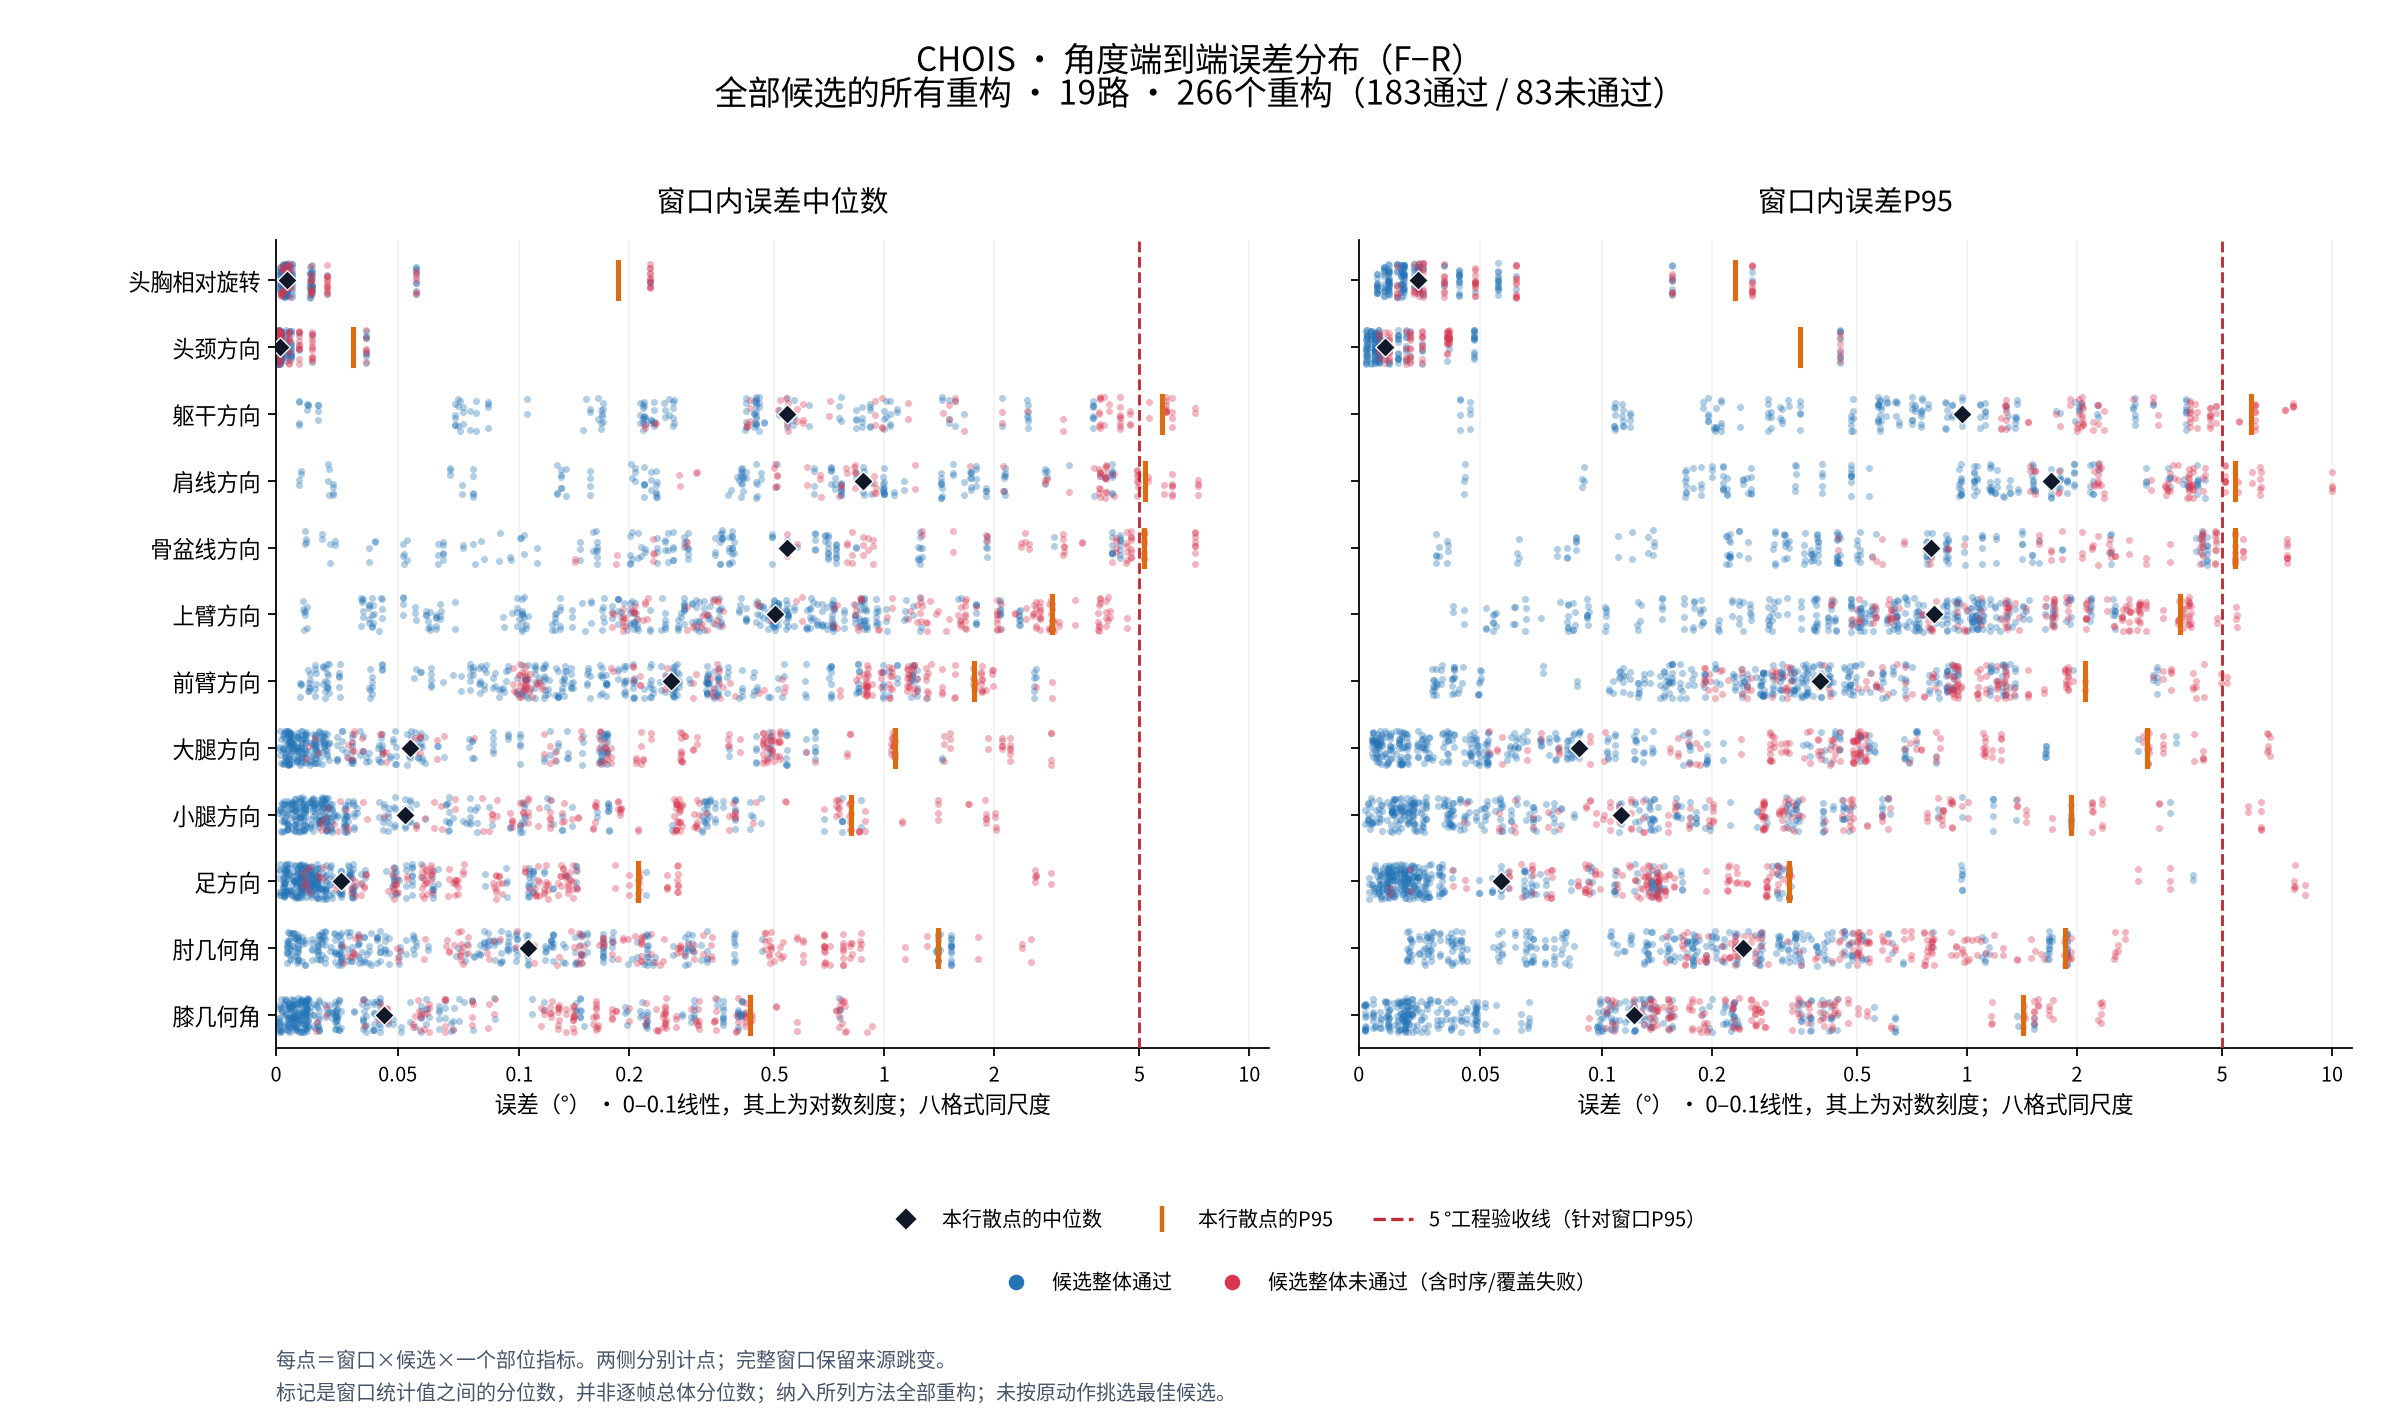 CHOIS • 角度端到端误差分布（F−R）
全部候选的所有重构 • 19路 • 266个重构（183通过 / 83未通过）
窗口内误差中位数
窗口内误差P95
头胸相对旋转
头颈方向
躯干方向
肩线方向
骨盆线方向
上臂方向
前臂方向
大腿方向
小腿方向
足方向
肘几何角
膝几何角
0 0.05 0.1 0.2 0.5 1 2 5 10
0 0.05 0.1 0.2 0.5 1 2 5 10
误差（°） • 0–0.1线性，其上为对数刻度；八格式同尺度
误差（°） • 0–0.1线性，其上为对数刻度；八格式同尺度
本行散点的中位数
本行散点的P95
5°工程验收线（针对窗口P95）
候选整体通过
候选整体未通过（含时序/覆盖失败）
每点＝窗口×候选×一个部位指标。两侧分别计点；完整窗口保留来源跳变。
标记是窗口统计值之间的分位数，并非逐帧总体分位数；纳入所列方法全部重构；未按原动作挑选最佳候选。